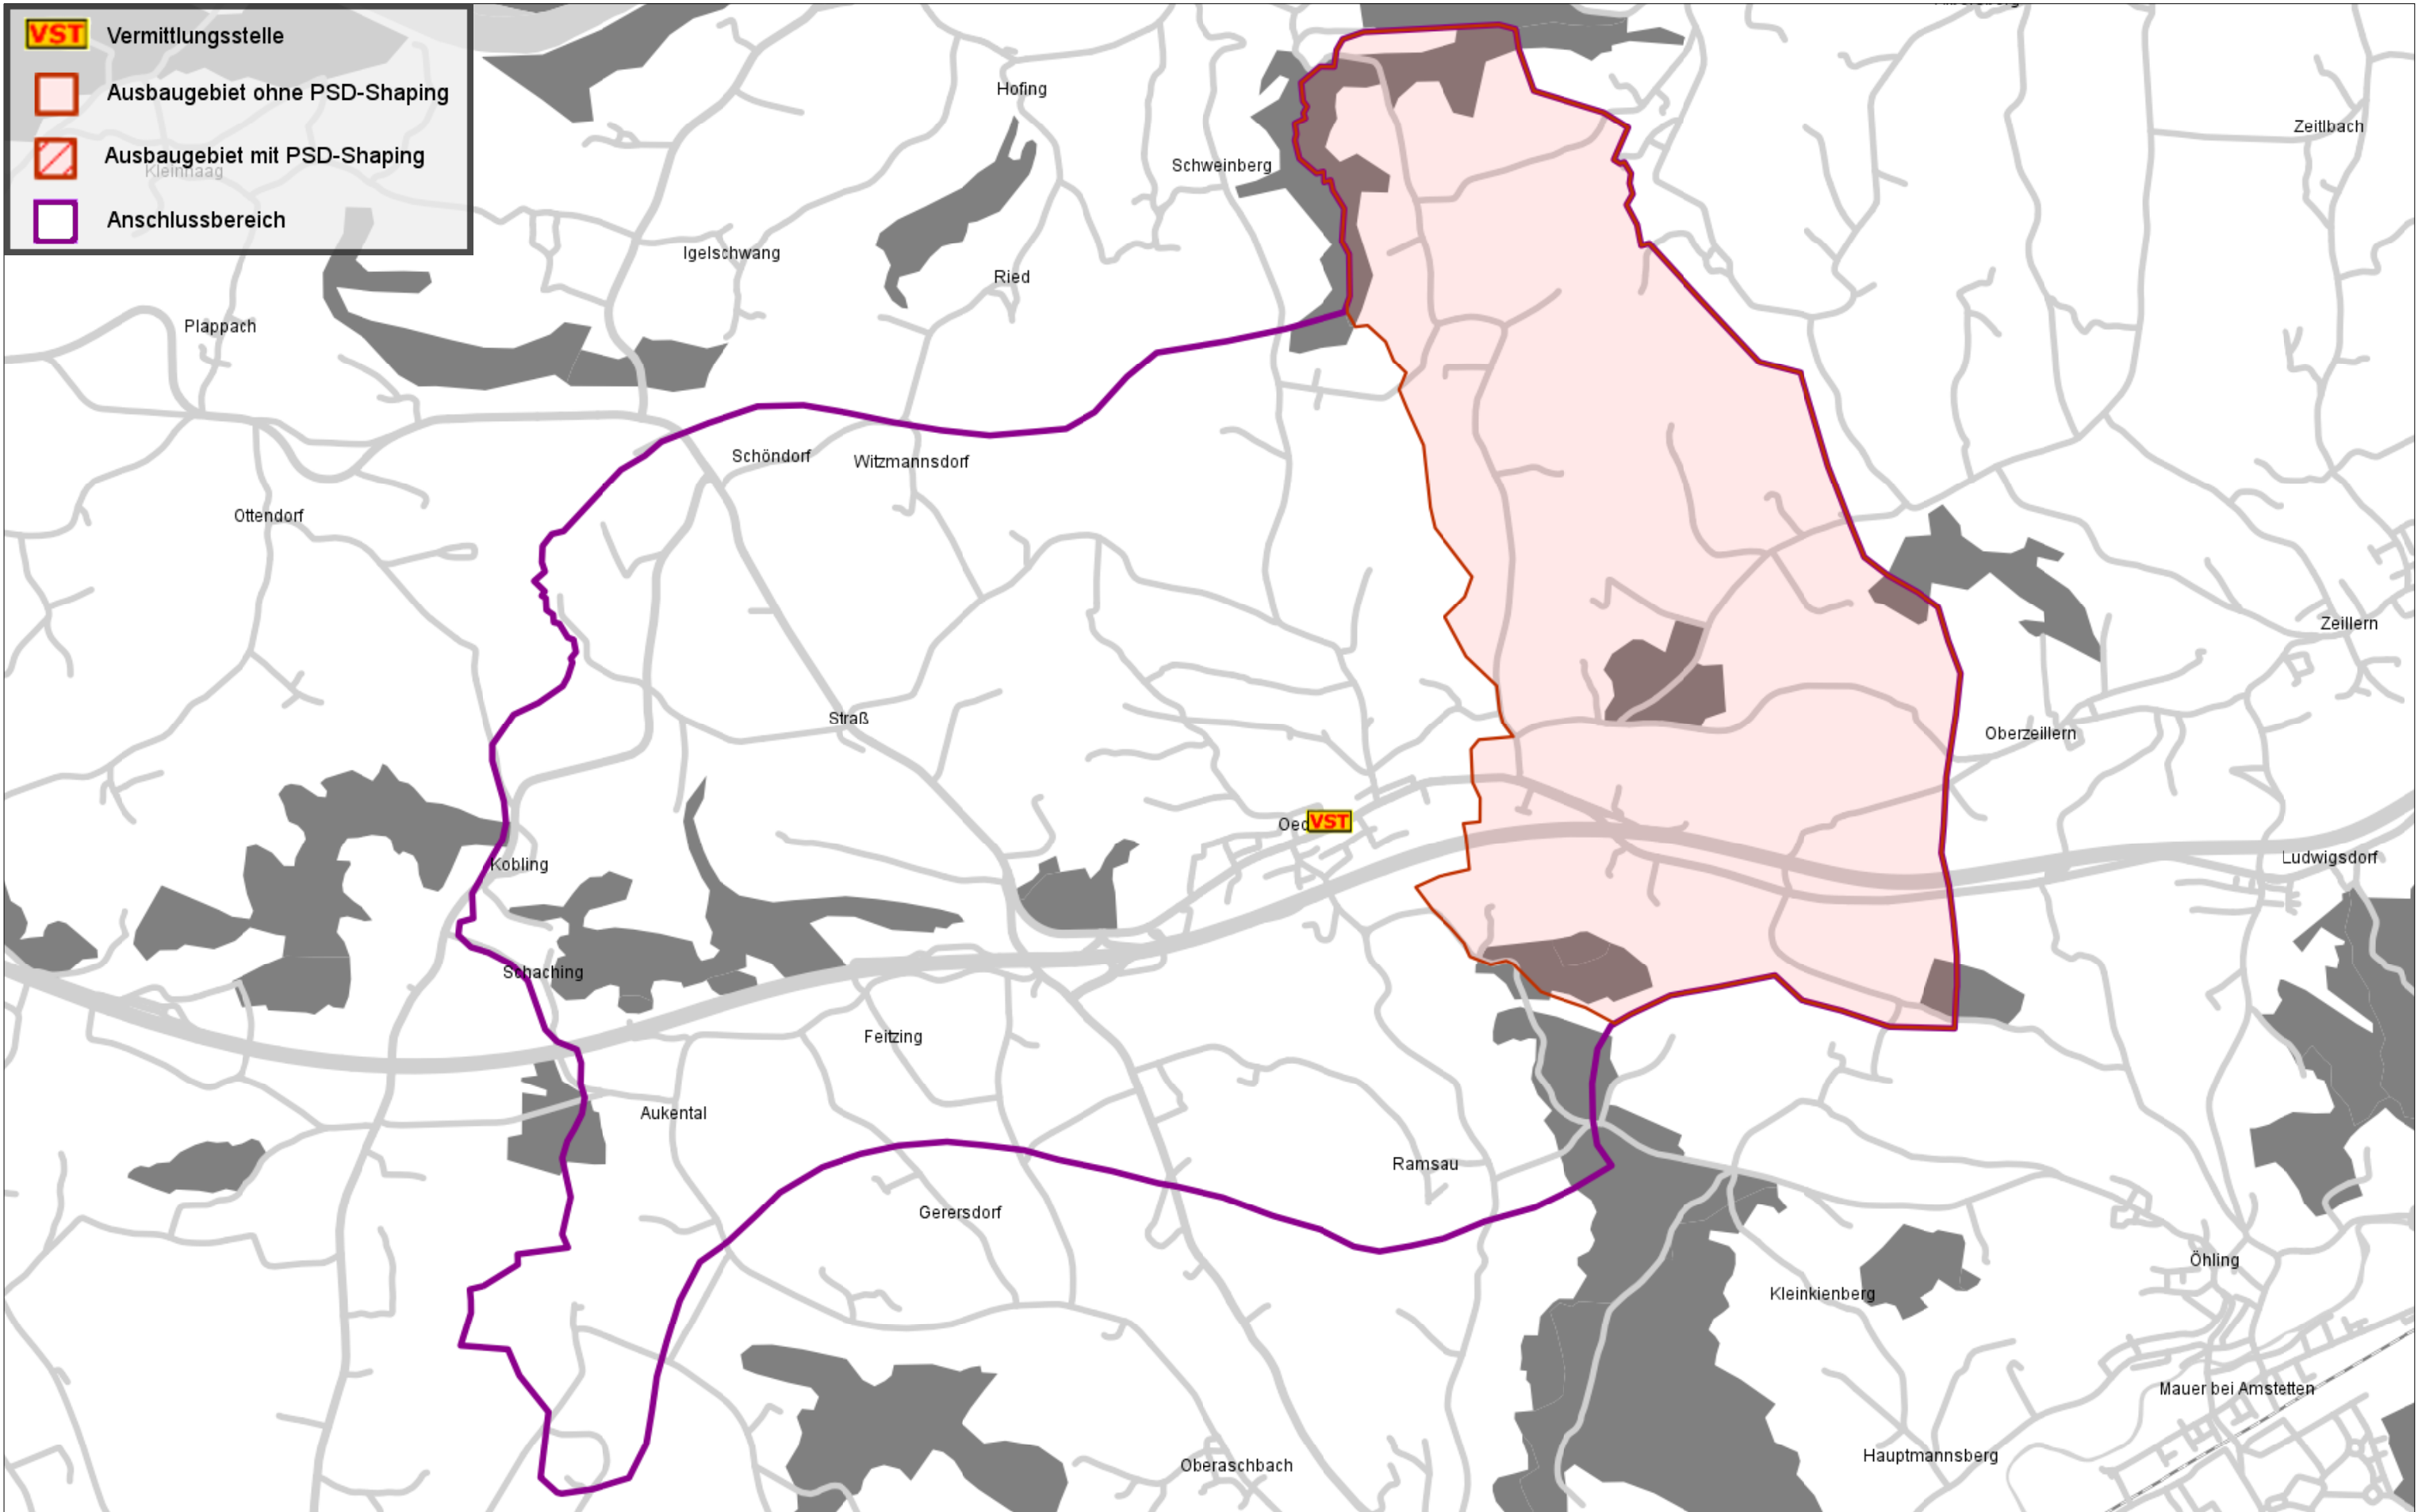 VST Vermittlungsstelle
Ausbaugebiet ohne PSD-Shaping
Ausbaugebiet mit PSD-Shaping
Kleinhaag
Anschlussbereich
Hofing
Zeitlbach
Schweinberg
Igelschwang
Ried
Plappach
Schöndorf
Witzmannsdorf
Ottendorf
Zeillern
Straß
Oberzeillern
Oed VST
Ludwigsdorf
Kobling
Schaching
Feitzing
Aukental
Ramsau
Gerersdorf
Öhling
Kleinkienberg
Mauer bei Amstetten
Hauptmannsberg
Oberaschbach